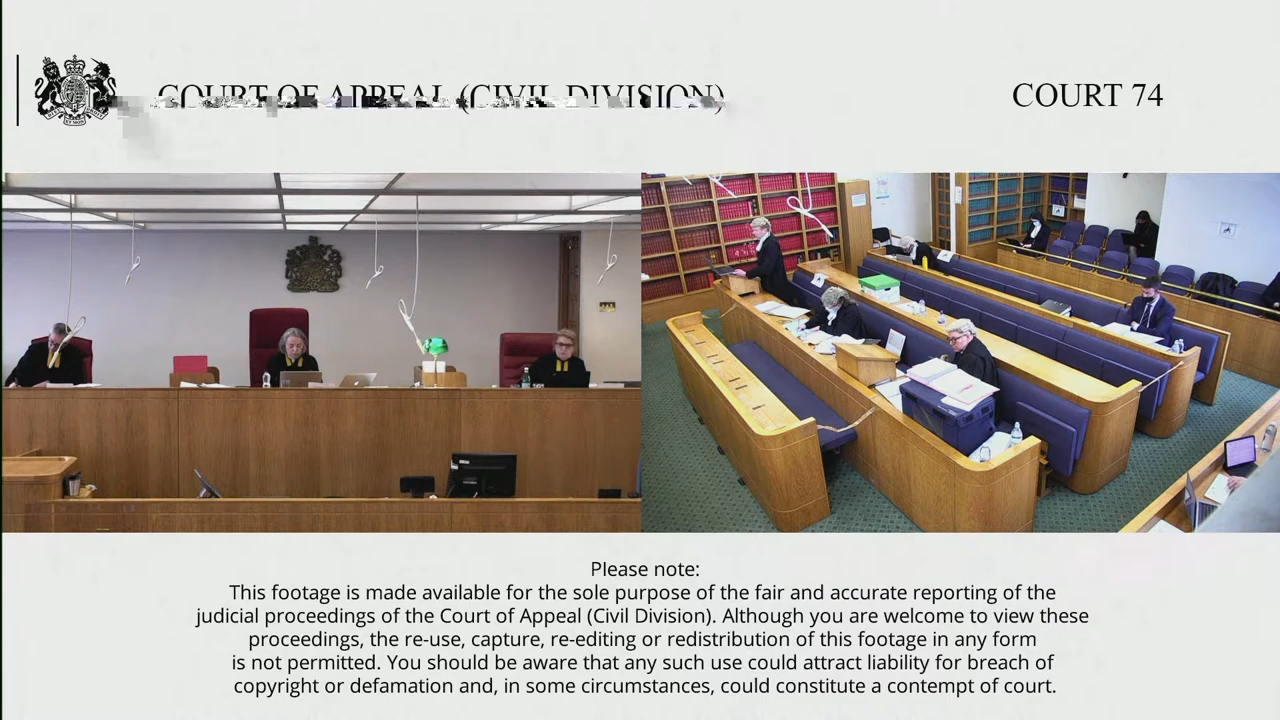 COURT OF APPEAL (CIVIL DIVISION)
COURT 74
Please note:
This footage is made available for the sole purpose of the fair and accurate reporting of the
judicial proceedings of the Court of Appeal (Civil Division). Although you are welcome to view these
proceedings, the re-use, capture, re-editing or redistribution of this footage in any form
is not permitted. You should be aware that any such use could attract liability for breach of
copyright or defamation and, in some circumstances, could constitute a contempt of court.